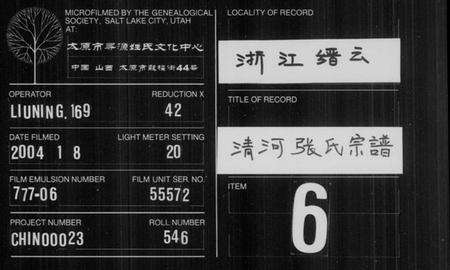 MICROFILMED BY THE GENEALOGICAL
SOCIETY, SALT LAKE CITY, UTAH
AT:
太原市寻源姓氏文化中心
中国 山西 太原市 44号
OPERATOR
REDUCTION X
LIUNING, 169
42
DATE FILMED
LIGHT METER SETTING
2004 1 8
20
FILM EMULSION NUMBER
FILM UNIT SER. NO.
777-06
55572
PROJECT NUMBER
ROLL NUMBER
CHIN00023
546
LOCALITY OF RECORD
浙江缙云
TITLE OF RECORD
清河张氏宗譜
ITEM
6